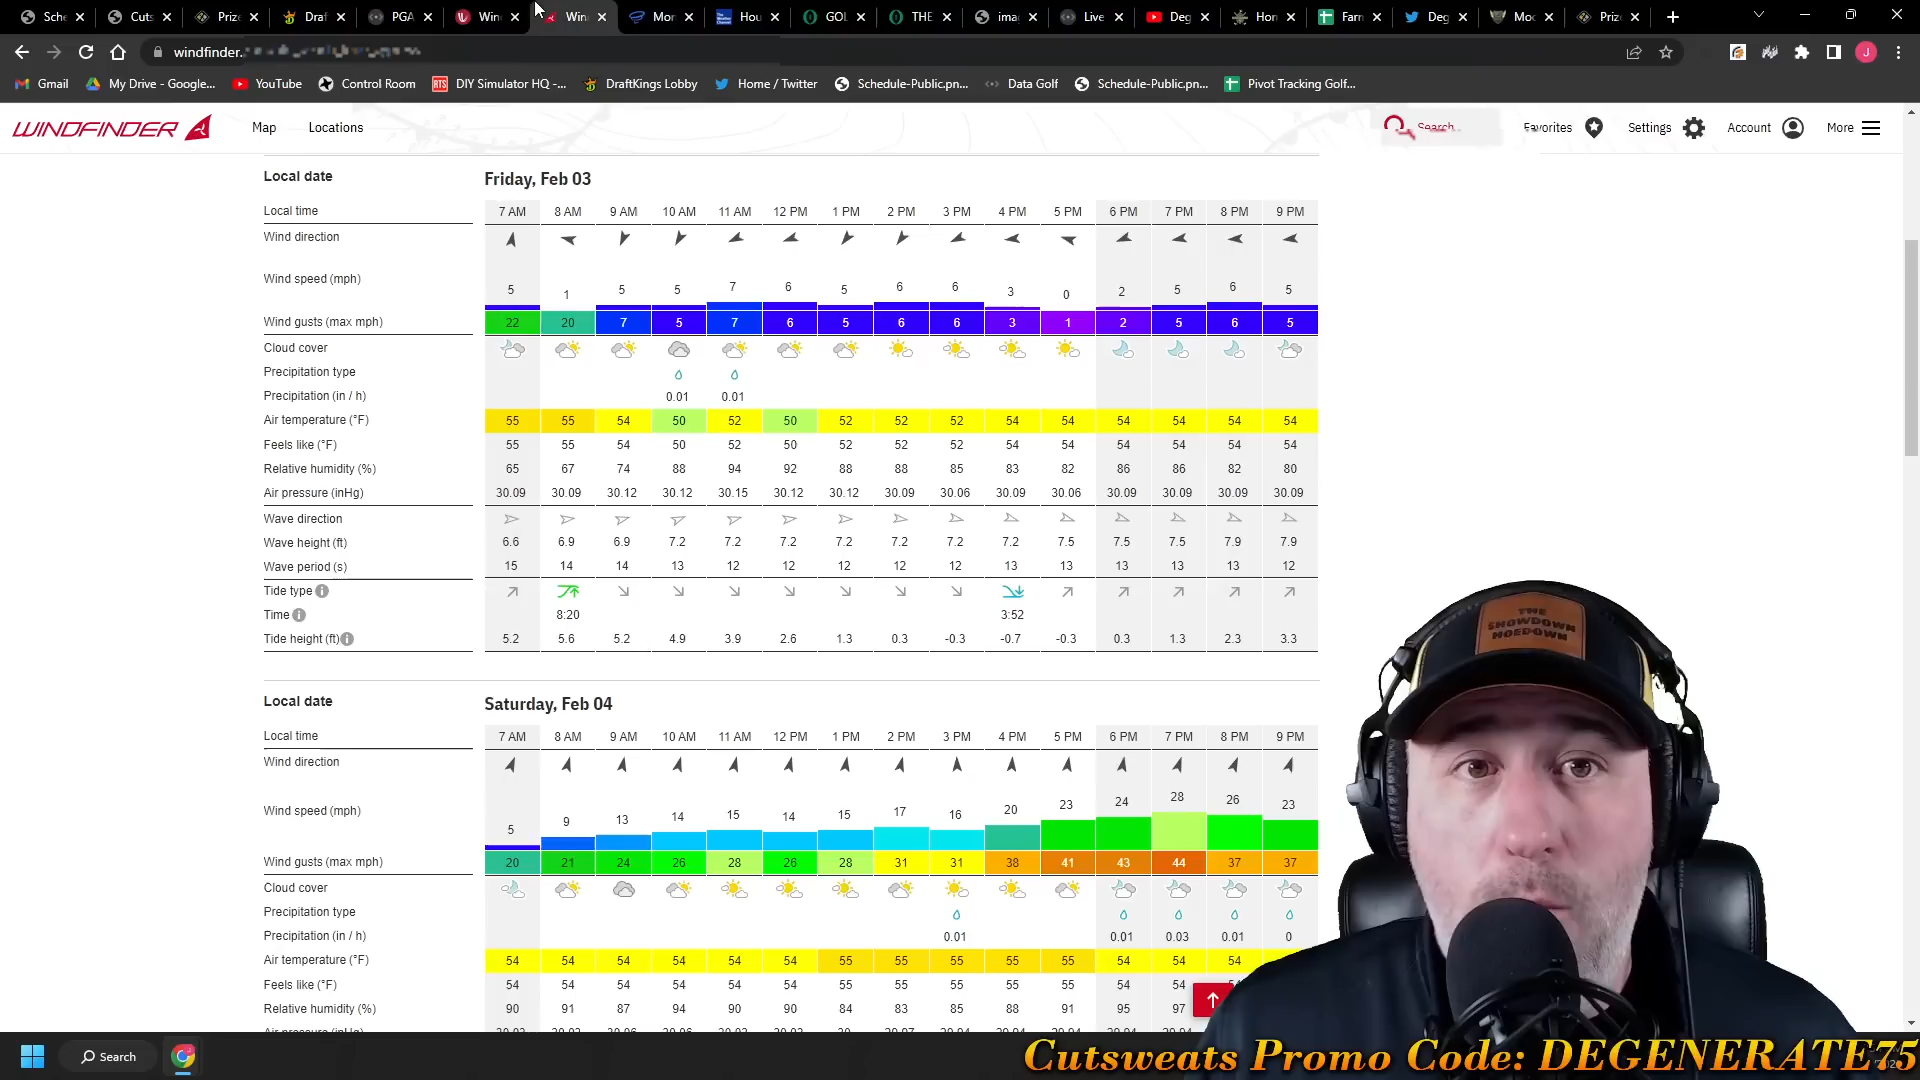 Sche Cuts Prize Draf PGA Win Win Mor Hou GOL THE ima Live Deg Hor Farn Deg Moc Priz
windfinder.
Gmail My Drive - Google... YouTube Control Room DIY Simulator HQ -... DraftKings Lobby Home / Twitter Schedule-Public.pn... Data Golf Schedule-Public.pn... Pivot Tracking Golf...
WINDFINDER Map Locations Search Favorites Settings Account More
Local date Friday, Feb 03
Local time 7 AM 8 AM 9 AM 10 AM 11 AM 12 PM 1 PM 2 PM 3 PM 4 PM 5 PM 6 PM 7 PM 8 PM 9 PM
Wind direction
Wind speed (mph) 5 1 5 5 7 6 5 6 6 3 0 2 5 6 5
Wind gusts (max mph) 22 20 7 5 7 6 5 6 6 3 1 2 5 6 5
Cloud cover
Precipitation type
Precipitation (in / h) 0.01 0.01
Air temperature (°F) 55 55 54 50 52 50 52 52 52 54 54 54 54 54 54
Feels like (°F) 55 55 54 50 52 50 52 52 52 54 54 54 54 54 54
Relative humidity (%) 65 67 74 88 94 92 88 88 85 83 82 86 86 82 80
Air pressure (inHg) 30.09 30.09 30.12 30.12 30.15 30.12 30.12 30.09 30.06 30.09 30.06 30.09 30.09 30.09 30.09
Wave direction
Wave height (ft) 6.6 6.9 6.9 7.2 7.2 7.2 7.2 7.2 7.2 7.2 7.5 7.5 7.5 7.9 7.9
Wave period (s) 15 14 14 13 12 12 12 12 12 13 13 13 13 13 12
Tide type
Time 8:20 3:52
Tide height (ft) 5.2 5.6 5.2 4.9 3.9 2.6 1.3 0.3 -0.3 -0.7 -0.3 0.3 1.3 2.3 3.3
THE
SHOWDOWN
HOEDOWN
Local date Saturday, Feb 04
Local time 7 AM 8 AM 9 AM 10 AM 11 AM 12 PM 1 PM 2 PM 3 PM 4 PM 5 PM 6 PM 7 PM 8 PM 9 PM
Wind direction
Wind speed (mph) 5 9 13 14 15 14 15 17 16 20 23 24 28 26 23
Wind gusts (max mph) 20 21 24 26 28 26 28 31 31 38 41 43 44 37 37
Cloud cover
Precipitation type
Precipitation (in / h) 0.01 0.01 0.03 0.01 0
Air temperature (°F) 54 54 54 54 54 54 55 55 55 55 55 54 54 54
Feels like (°F) 54 54 54 54 54 54 55 55 55 55 55 54 54
Relative humidity (%) 90 91 87 94 90 90 84 83 85 88 91 95 97
Search
Cutsweats Promo Code: DEGENERATE75